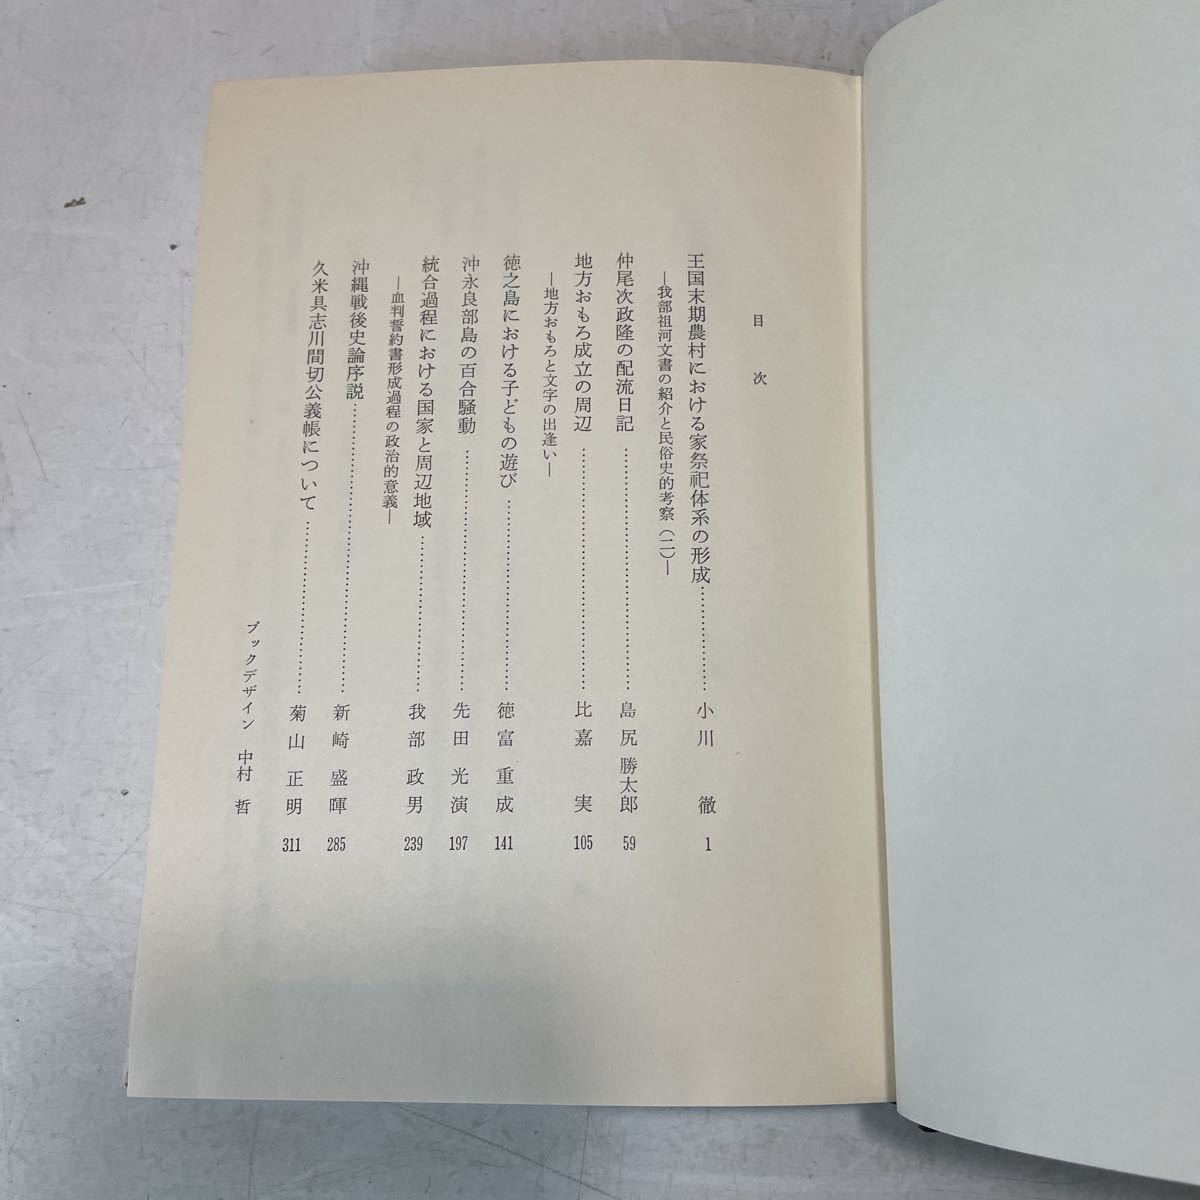 目次
王国末期農村における家祭祀体系の形成…………………小川 徹 1
―我部祖河文書の紹介と民俗史的考察(二)―
仲尾次政隆の配流日記…………………島尻勝太郎 59
地方おもろ成立の周辺…………………比嘉 実 105
―地方おもろと文字の出逢い―
徳之島における子どもの遊び…………………徳富重成 141
沖永良部島の百合騒動…………………先田光演 197
統合過程における国家と周辺地域…………………我部政男 239
―血判誓約書形成過程の政治的意義―
沖縄戦後史論序説…………………新崎盛暉 285
久米具志川間切公義帳について…………………菊山正明 311
ブックデザイン 中村 哲